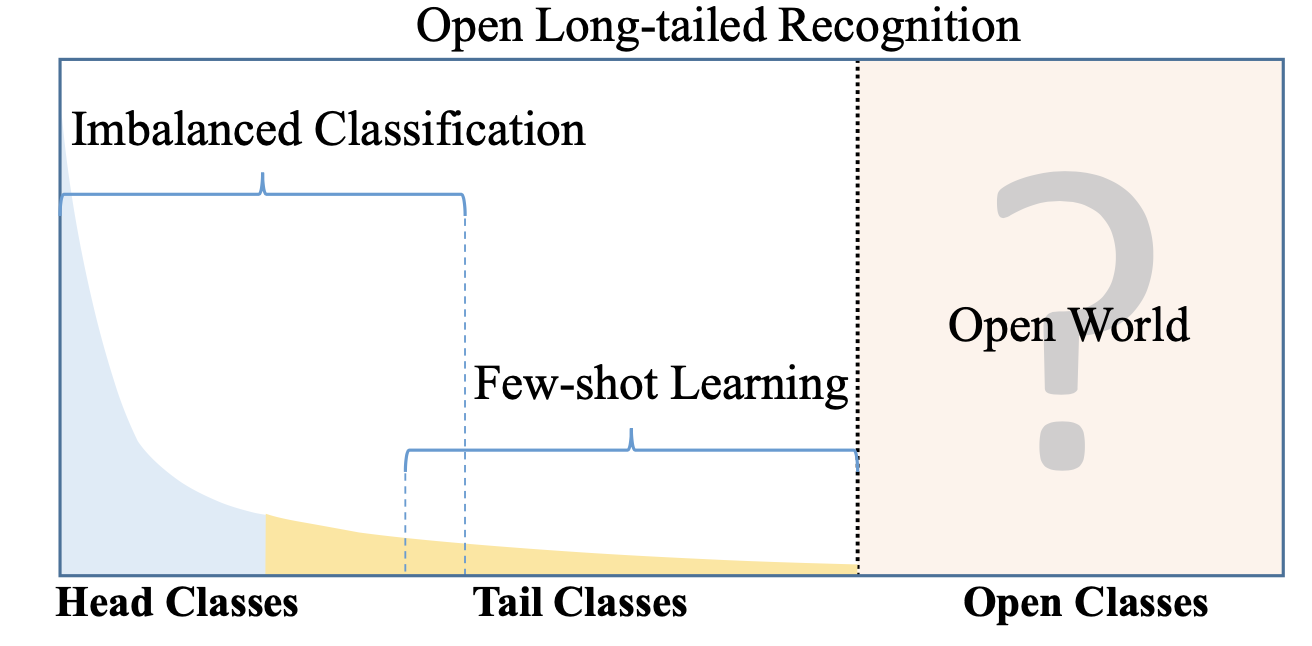 Open Long-tailed Recognition
Imbalanced Classification
Few-shot Learning
Open World
?
Head Classes
Tail Classes
Open Classes